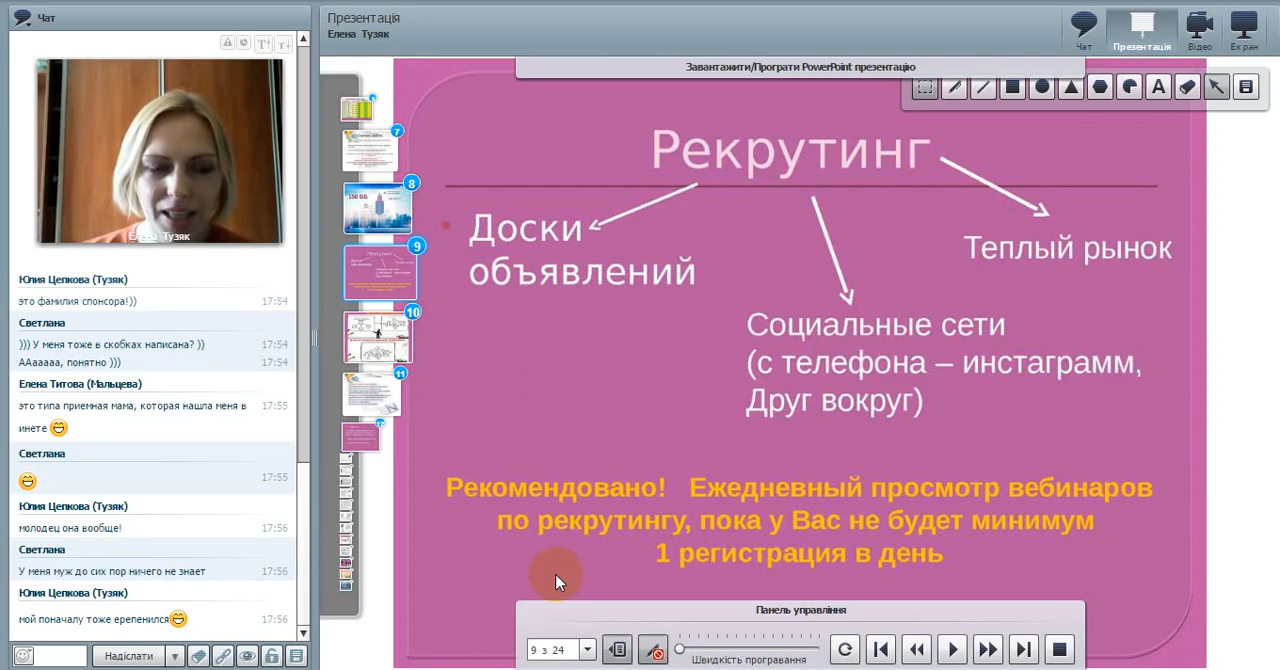 Чат
Елена Тузяк
Юлия Цепкова (Тузяк)
это фамилия спонсора!))
17:54
Светлана
))) У меня тоже в скобках написана? ))
17:54
ААааааа, понятно )))
17:54
Елена Титова (Мальцева)
это типа приемная мама, которая нашла меня в
17:55
инете
Светлана
17:55
Юлия Цепкова (Тузяк)
молодец она вообще!
17:56
Светлана
У меня муж до сих пор ничего не знает
17:56
Юлия Цепкова (Тузяк)
мой поначалу тоже ерепенился
17:56
Надіслати
Презентація
Елена Тузяк
Чат
Презентація
Відео
Екран
Завантажити/Програти PowerPoint презентацію
7
8
9
10
11
Рекрутинг
Доски
объявлений
Теплый рынок
Социальные сети
(с телефона – инстаграмм,
Друг вокруг)
Рекомендовано! Ежедневный просмотр вебинаров
по рекрутингу, пока у Вас не будет минимум
1 регистрация в день
Панель управління
9 з 24
Швидкість програвання